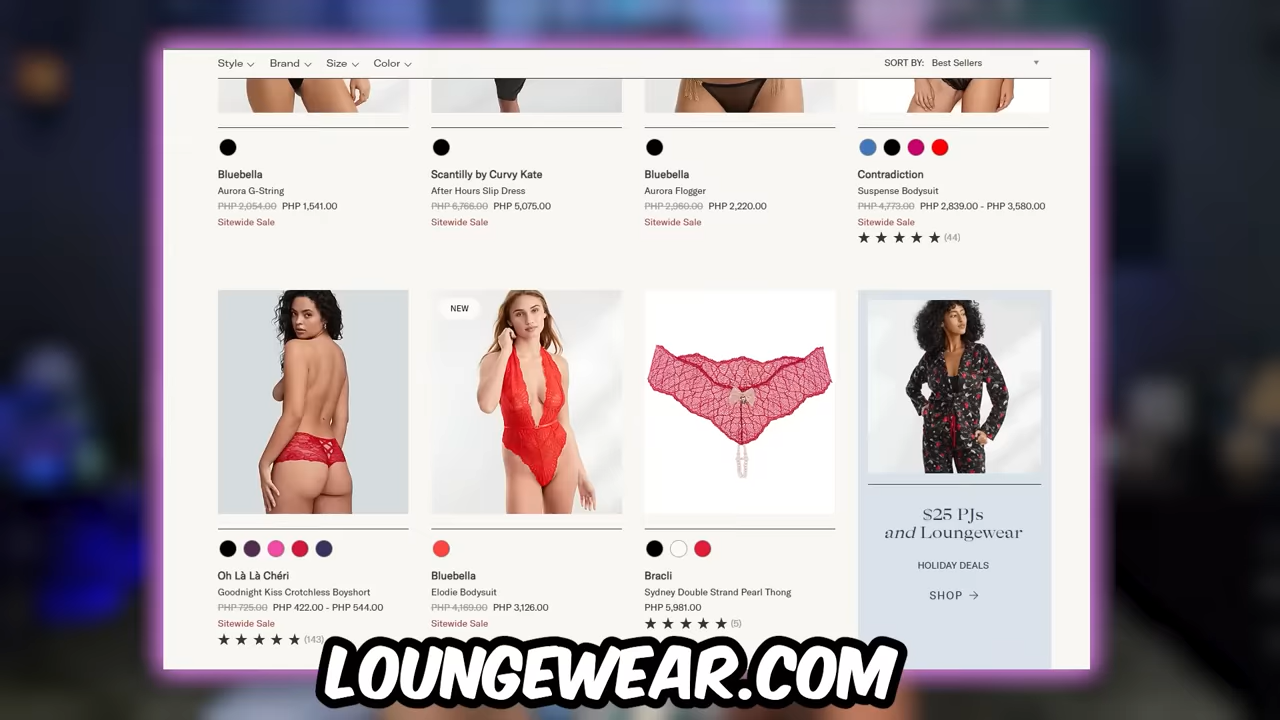 Style Brand Size Color SORT BY: Best Sellers
Bluebella
Aurora G-String
PHP 2,054.00 PHP 1,541.00
Sitewide Sale
Scantilly by Curvy Kate
After Hours Slip Dress
PHP 6,766.00 PHP 5,075.00
Sitewide Sale
Bluebella
Aurora Flogger
PHP 2,960.00 PHP 2,220.00
Sitewide Sale
Contradiction
Suspense Bodysuit
PHP 4,773.00 PHP 2,839.00 - PHP 3,580.00
Sitewide Sale
(44)
Oh Là Là Chéri
Goodnight Kiss Crotchless Boyshort
PHP 725.00 PHP 422.00 - PHP 544.00
Sitewide Sale
(143)
NEW
Bluebella
Elodie Bodysuit
PHP 4,169.00 PHP 3,126.00
Sitewide Sale
Bracli
Sydney Double Strand Pearl Thong
PHP 5,981.00
(5)
$25 PJs
and Loungewear
HOLIDAY DEALS
SHOP
LOUNGEWEAR.COM